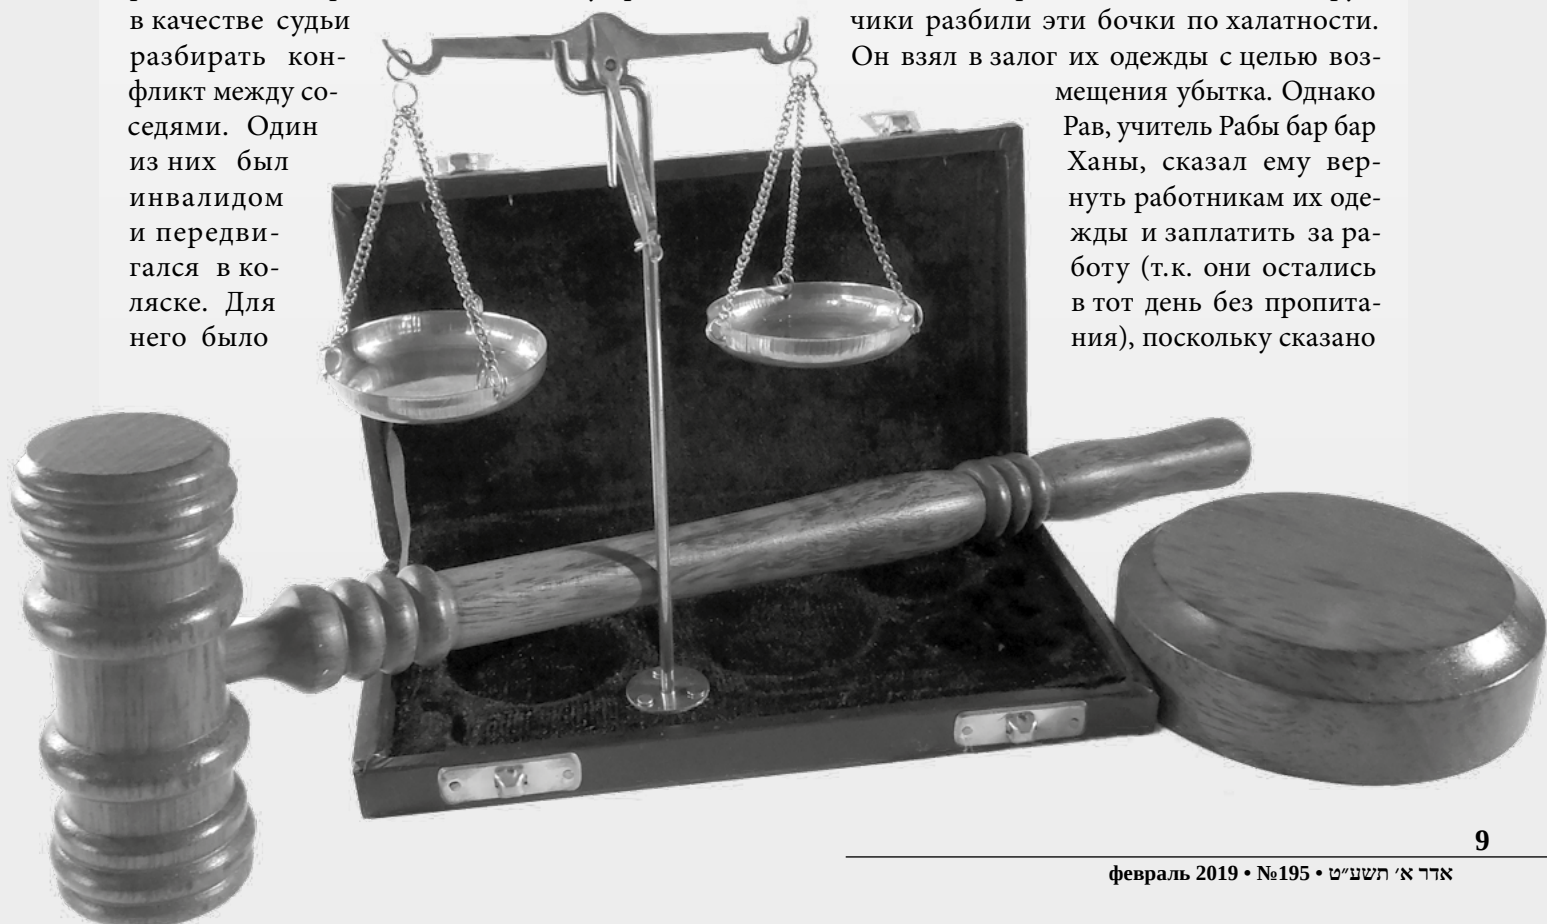 в качестве судьи
разбирать кон-
фликт между со-
седями. Один
из них был
инвалидом
и передви-
гался в ко-
ляске. Для
него было
чики разбили эти бочки по халатности.
Он взял в залог их одежды с целью воз-
мещения убытка. Однако
Рав, учитель Рабы бар бар
Ханы, сказал ему вер-
нуть работникам их оде-
жды и заплатить за ра-
боту (т.к. они остались
в тот день без пропита-
ния), поскольку сказано
9
февраль 2019 • №195 • אדר א׳ תשע״ט